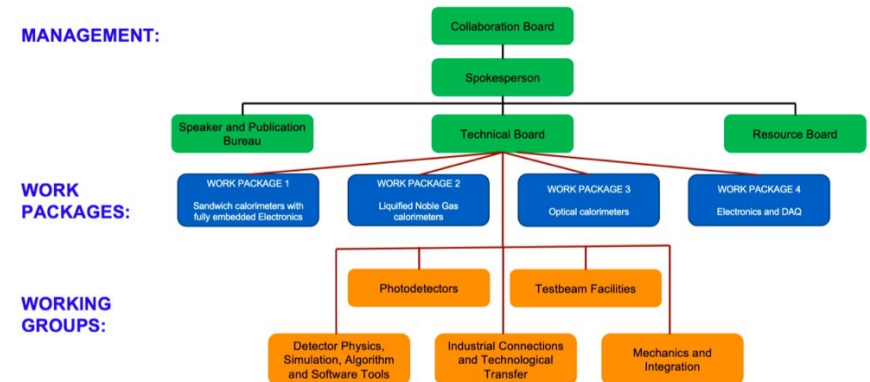 MANAGEMENT:
Collaboration Board
Spokesperson
Speaker and Publication
Bureau
Technical Board
Resource Board
WORK
PACKAGES:
WORK PACKAGE 1
Sandwich calorimeters with
fully embedded Electronics
WORK PACKAGE 2
Liquified Noble Gas
calorimeters
WORK PACKAGE 3
Optical calorimeters
WORK PACKAGE 4
Electronics and DAQ
WORKING
GROUPS:
Photodetectors
Testbeam Facilities
Detector Physics,
Simulation, Algorithm
and Software Tools
Industrial Connections
and Technological
Transfer
Mechanics and
Integration